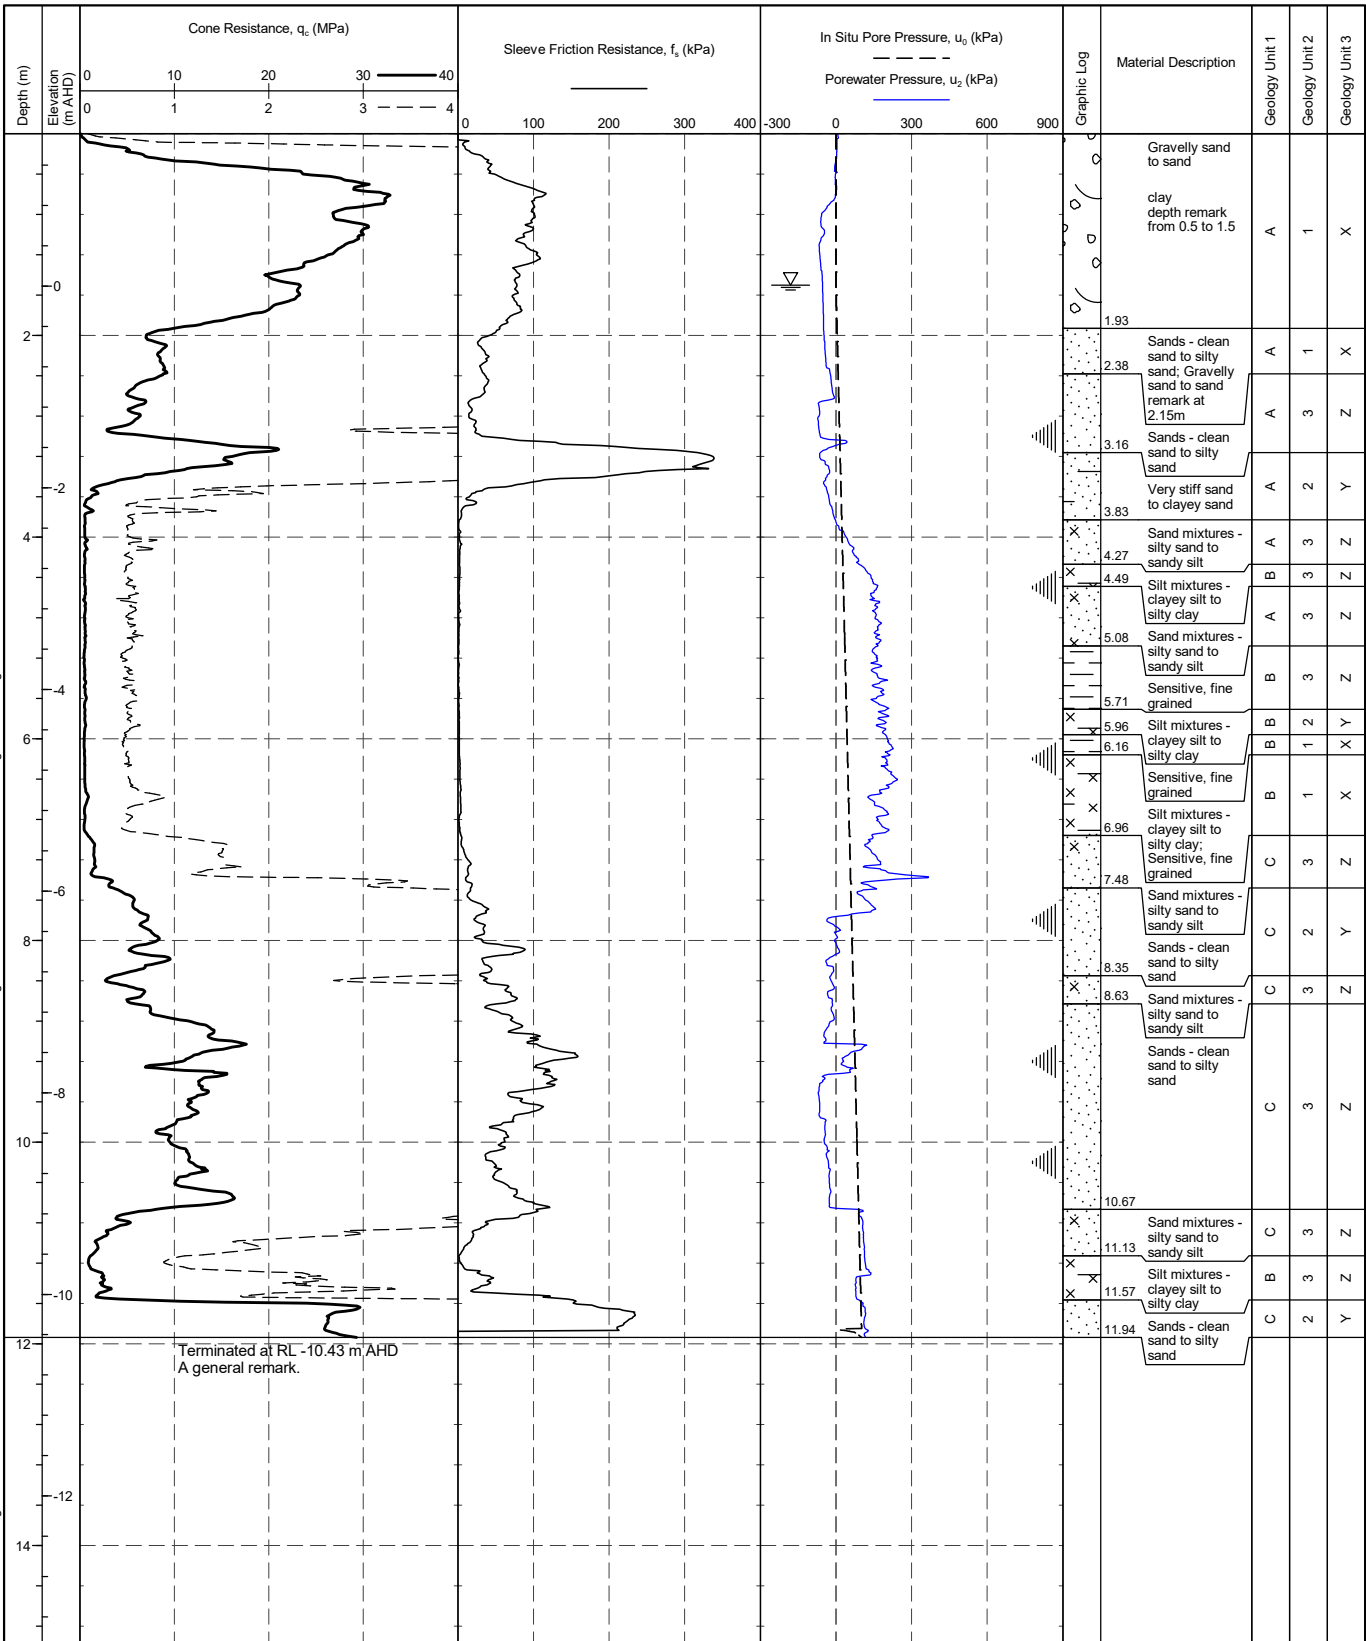 Cone Resistance, qc (MPa)
0 10 20 30 40
0 1 2 3 4
Sleeve Friction Resistance, fs (kPa)
0 100 200 300 400
In Situ Pore Pressure, u0 (kPa)
Porewater Pressure, u2 (kPa)
-300 0 300 600 900
Depth (m)
Elevation
(m AHD)
Graphic Log
Material Description
Geology Unit 1
Geology Unit 2
Geology Unit 3
2
4
6
8
10
12
14
0
-2
-4
-6
-8
-10
-12
Gravelly sand
to sand
clay
depth remark
from 0.5 to 1.5
A 1 X
1.93
Sands - clean
sand to silty
sand; Gravelly
sand to sand
remark at
2.15m
A 1 X
2.38
Sands - clean
sand to silty
sand
A 3 Z
3.16
Very stiff sand
to clayey sand
A 2 Y
3.83
Sand mixtures -
silty sand to
sandy silt
A 3 Z
4.27
Silt mixtures -
clayey silt to
silty clay
B 3 Z
4.49
Sand mixtures -
silty sand to
sandy silt
A 3 Z
5.08
Sensitive, fine
grained
B 3 Z
5.71
Silt mixtures -
clayey silt to
silty clay
B 2 Y
5.96
Sensitive, fine
grained
B 1 X
6.16
Silt mixtures -
clayey silt to
silty clay;
Sensitive, fine
grained
B 1 X
6.96
Sand mixtures -
silty sand to
sandy silt
C 3 Z
7.48
Sands - clean
sand to silty
sand
C 2 Y
8.35
Sand mixtures -
silty sand to
sandy silt
C 3 Z
8.63
Sands - clean
sand to silty
sand
C 3 Z
10.67
Sand mixtures -
silty sand to
sandy silt
C 3 Z
11.13
Silt mixtures -
clayey silt to
silty clay
B 3 Z
11.57
Sands - clean
sand to silty
sand
C 2 Y
11.94
Terminated at RL -10.43 m AHD
A general remark.